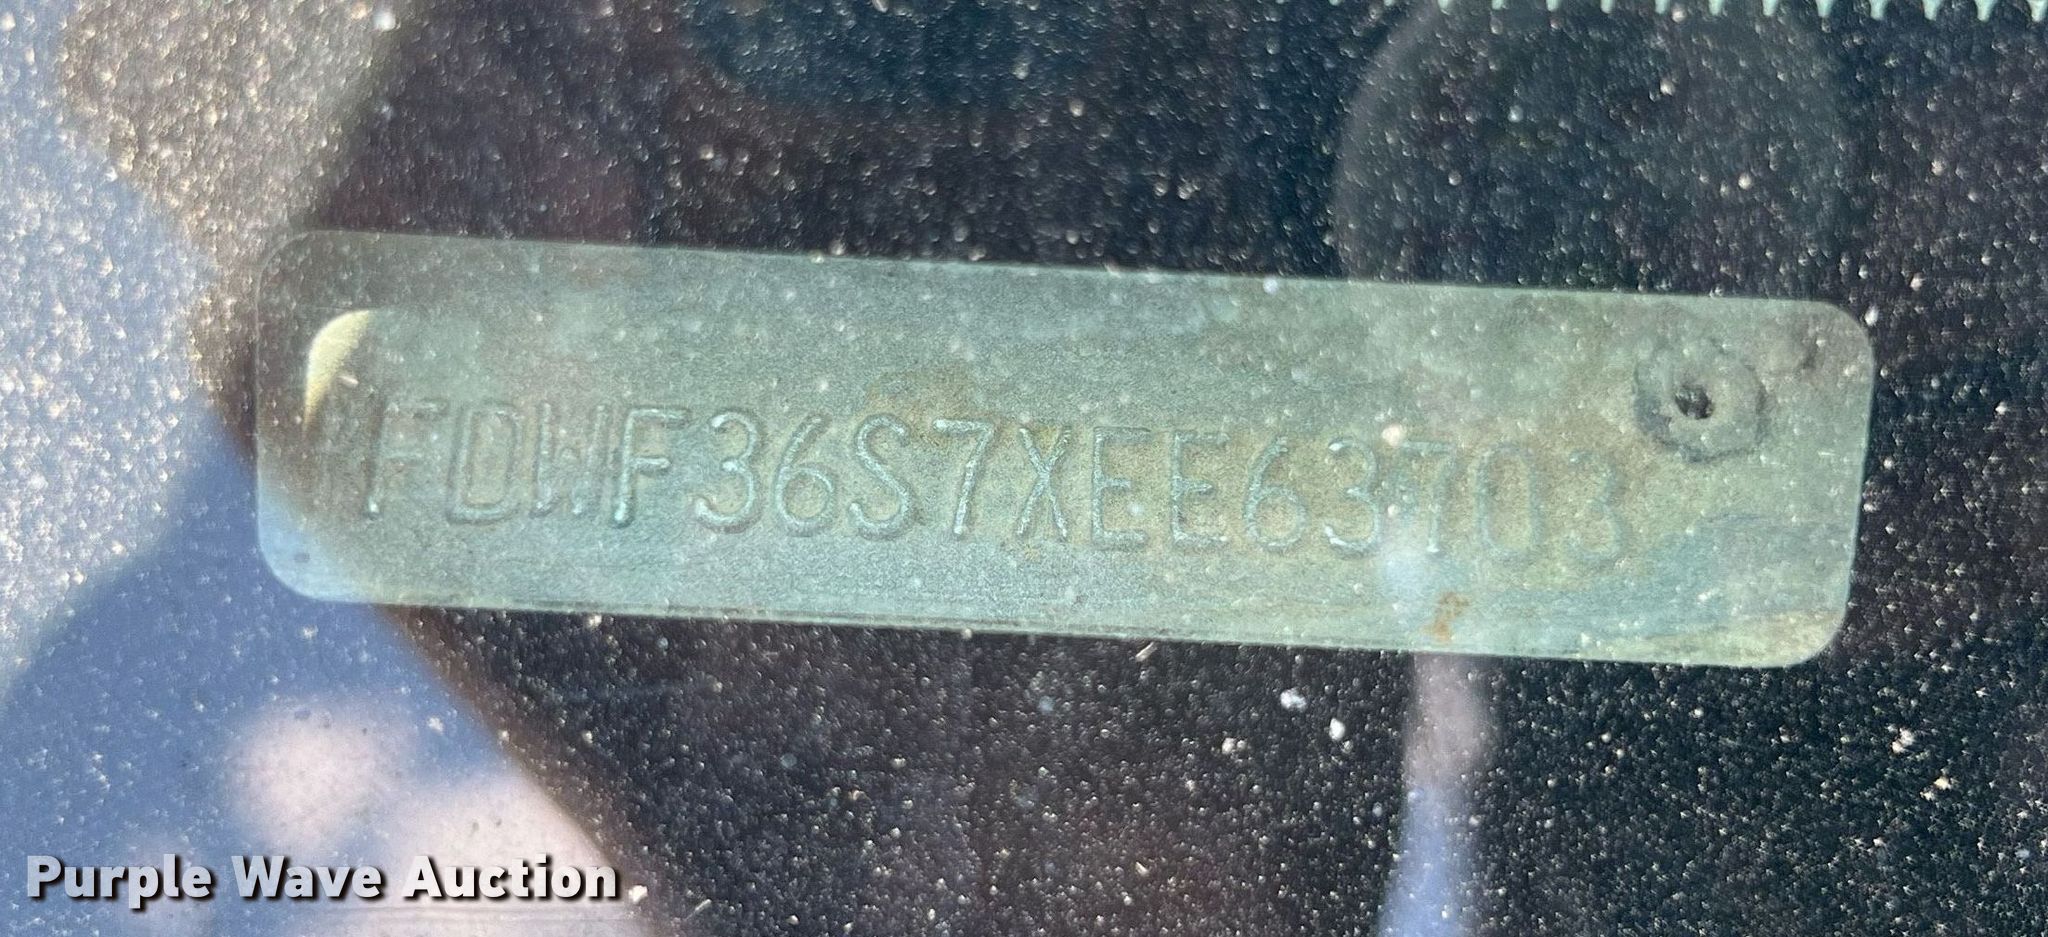 FDWF36S7XEE63703
Purple Wave Auction